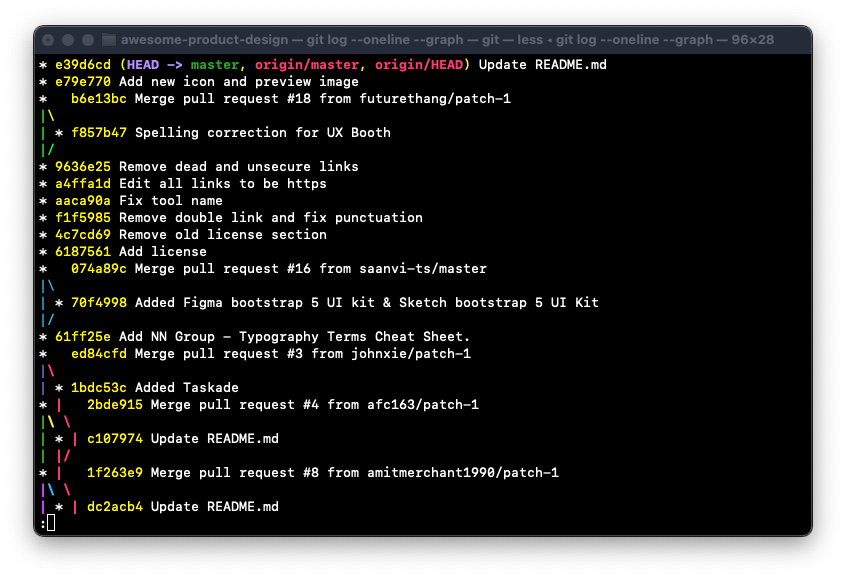 awesome-product-design — git log --oneline --graph — git — less ◂ git log --oneline --graph — 96×28
* e39d6cd (HEAD -> master, origin/master, origin/HEAD) Update README.md
* e79e770 Add new icon and preview image
*   b6e13bc Merge pull request #18 from futurethang/patch-1
|\
| * f857b47 Spelling correction for UX Booth
|/
* 9636e25 Remove dead and unsecure links
* a4ffa1d Edit all links to be https
* aaca90a Fix tool name
* f1f5985 Remove double link and fix punctuation
* 4c7cd69 Remove old license section
* 6187561 Add license
*   074a89c Merge pull request #16 from saanvi-ts/master
|\
| * 70f4998 Added Figma bootstrap 5 UI kit & Sketch bootstrap 5 UI Kit
|/
* 61ff25e Add NN Group – Typography Terms Cheat Sheet.
*   ed84cfd Merge pull request #3 from johnxie/patch-1
|\
| * 1bdc53c Added Taskade
* |   2bde915 Merge pull request #4 from afc163/patch-1
|\ \
| * | c107974 Update README.md
| |/
* |   1f263e9 Merge pull request #8 from amitmerchant1990/patch-1
|\ \
| * | dc2acb4 Update README.md
: